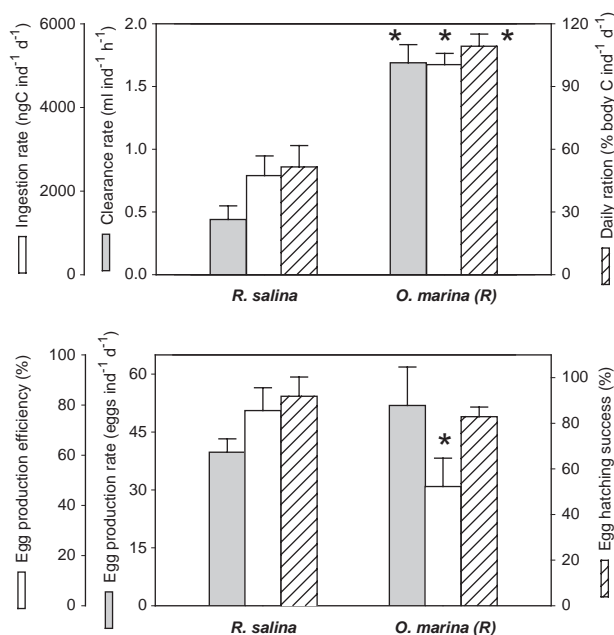 Ingestion rate (ngC ind-1 d-1)
6000
4000
2000
0
Clearance rate (ml ind-1 h-1)
2.0
1.5
1.0
0.5
0.0
* * *
120
90
60
30
0
Daily ration (% body C ind-1 d-1)
R. salina
O. marina (R)
Egg production efficiency (%)
100
80
60
40
20
0
Egg production rate (eggs ind-1 d-1)
60
45
30
15
0
*
100
80
60
40
20
0
Egg hatching success (%)
R. salina
O. marina (R)